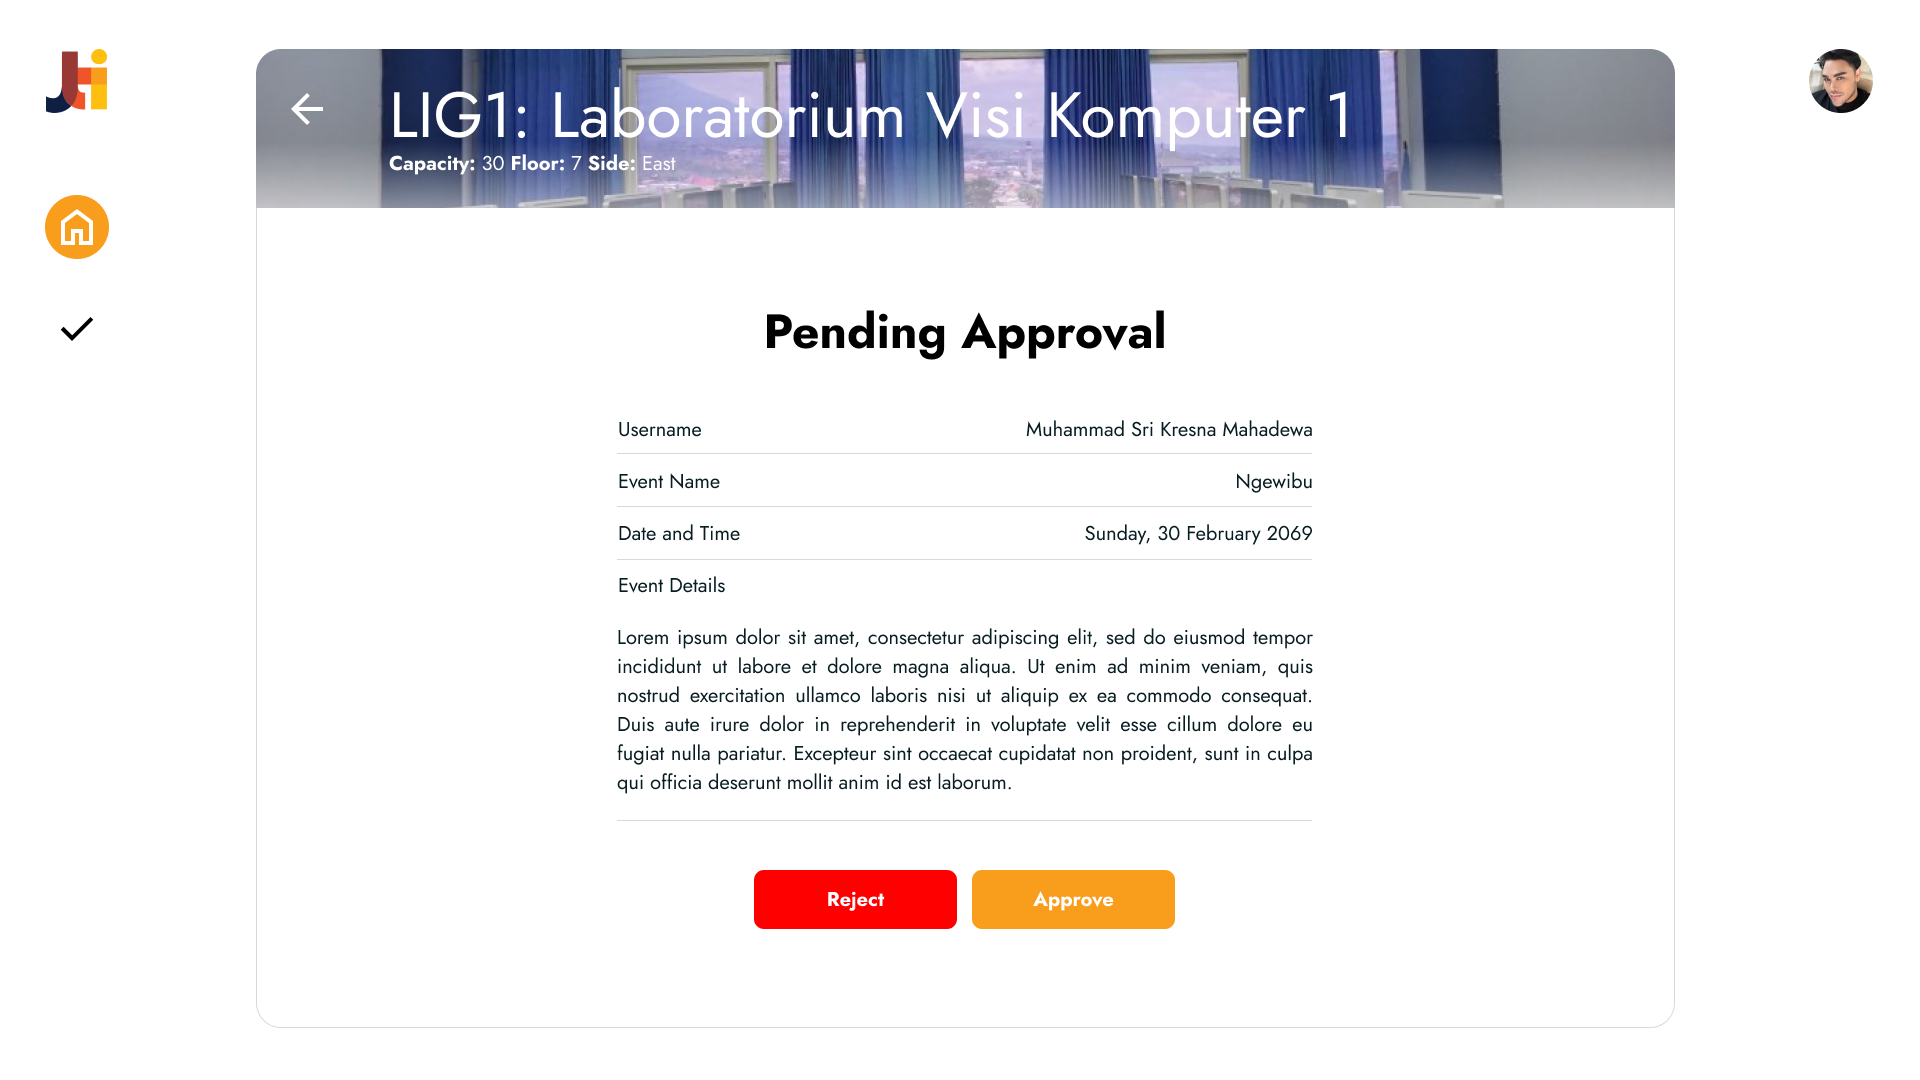 Jti
LIG1: Laboratorium Visi Komputer 1
Capacity: 30 Floor: 7 Side: East
Pending Approval
Username Muhammad Sri Kresna Mahadewa
Event Name Ngewibu
Date and Time Sunday, 30 February 2069
Event Details
Lorem ipsum dolor sit amet, consectetur adipiscing elit, sed do eiusmod tempor
incididunt ut labore et dolore magna aliqua. Ut enim ad minim veniam, quis
nostrud exercitation ullamco laboris nisi ut aliquip ex ea commodo consequat.
Duis aute irure dolor in reprehenderit in voluptate velit esse cillum dolore eu
fugiat nulla pariatur. Excepteur sint occaecat cupidatat non proident, sunt in culpa
qui officia deserunt mollit anim id est laborum.
Reject Approve